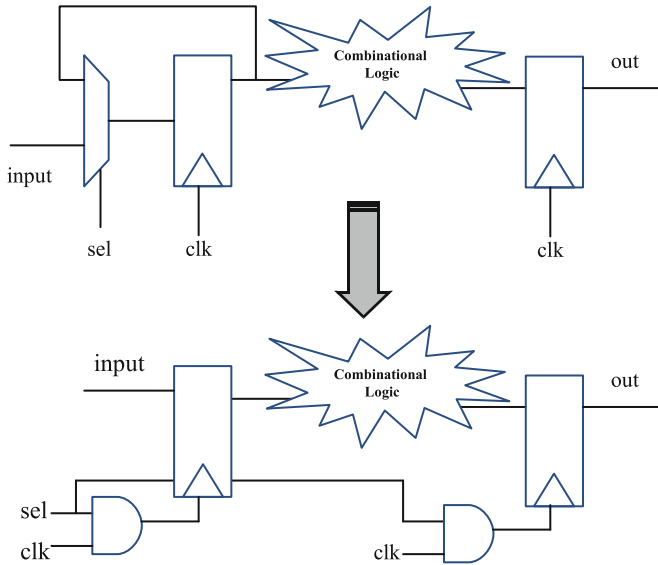 Combinational
Logic
out
input
sel
clk
clk
input
Combinational
Logic
out
sel
clk
clk